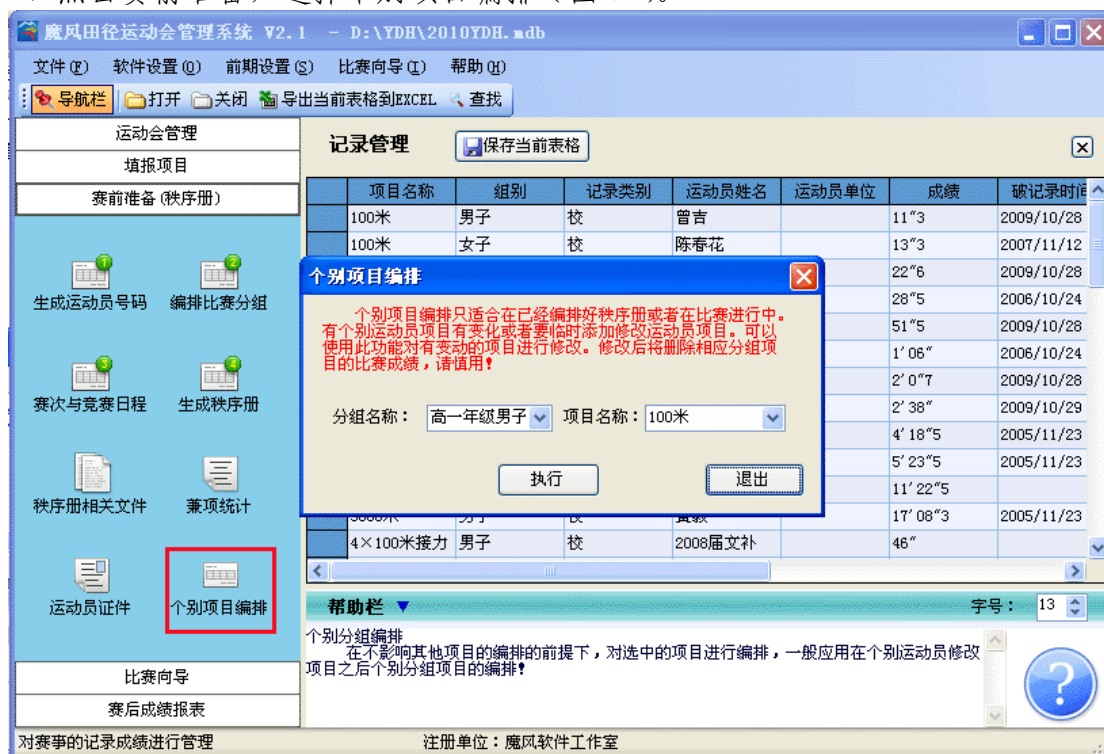 魔风田径运动会管理系统 V2.1 - D:\YDH\2010YDH.mdb
文件(F) 软件设置(O) 前期设置(S) 比赛向导(I) 帮助(H)
导航栏 打开 关闭 导出当前表格到EXCEL 查找
运动会管理
填报项目
赛前准备(秩序册)
生成运动员号码 编排比赛分组
赛次与竞赛日程 生成秩序册
秩序册相关文件 兼项统计
运动员证件 个别项目编排
比赛向导
赛后成绩报表
记录管理 保存当前表格
项目名称 组别 记录类别 运动员姓名 运动员单位 成绩 破记录时间
100米 男子 校 曾吉 11"3 2009/10/28
100米 女子 校 陈春花 13"3 2007/11/12
22"6 2009/10/28
28"5 2006/10/24
51"5 2009/10/28
1'06" 2006/10/24
2'0"7 2009/10/28
2'38" 2009/10/29
4'18"5 2005/11/23
5'23"5 2005/11/23
11'22"5
17'08"3 2005/11/23
4×100米接力 男子 校 2008届文补 46"
个别项目编排
个别项目编排只适合在已经编排好秩序册或者在比赛进行中。
有个别运动员项目有变化或者要临时添加修改运动员项目。可以
使用此功能对有变动的项目进行修改。修改后将删除相应分组项
目的比赛成绩，请慎用！
分组名称： 高一年级男子 项目名称： 100米
执行 退出
帮助栏 ▼ 字号： 13
个别分组编排
在不影响其他项目的编排的前提下，对选中的项目进行编排，一般应用在个别运动员修改
项目之后个别分组项目的编排！
对赛事的记录成绩进行管理 注册单位：魔风软件工作室